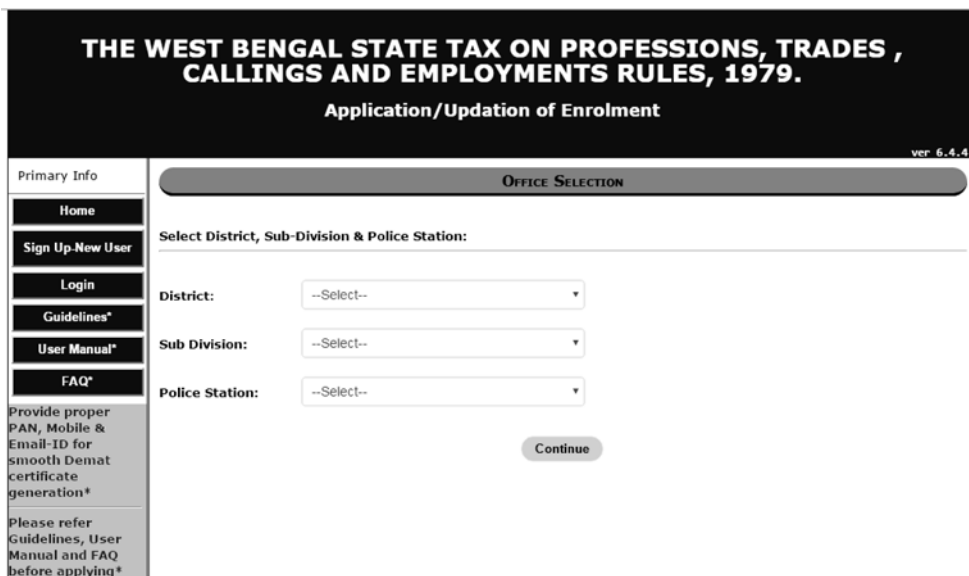 THE WEST BENGAL STATE TAX ON PROFESSIONS, TRADES ,
CALLINGS AND EMPLOYMENTS RULES, 1979.
Application/Updation of Enrolment
ver 6.4.4
Primary Info
Home
Sign Up-New User
Login
Guidelines*
User Manual*
FAQ*
Provide proper
PAN, Mobile &
Email-ID for
smooth Demat
certificate
generation*
Please refer
Guidelines, User
Manual and FAQ
before applying*
OFFICE SELECTION
Select District, Sub-Division & Police Station:
District: --Select--
Sub Division: --Select--
Police Station: --Select--
Continue